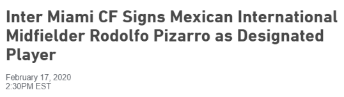 Inter Miami CF Signs Mexican International
Midfielder Rodolfo Pizarro as Designated
Player
February 17, 2020
2:30PM EST